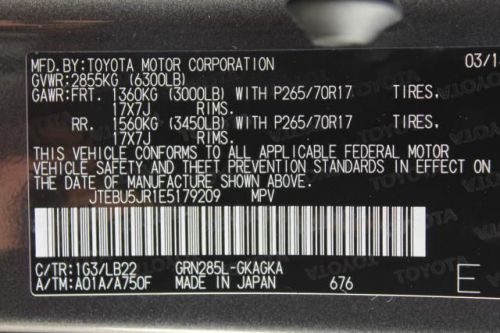 MFD.BY:TOYOTA MOTOR CORPORATION 03/1
GVWR:2855KG (6300LB)
GAWR:FRT. 1360KG (3000LB) WITH P265/70R17 TIRES,
17X7J RIMS.
RR. 1560KG (3450LB) WITH P265/70R17 TIRES,
17X7J RIMS.
THIS VEHICLE CONFORMS TO ALL APPLICABLE FEDERAL MOTOR
VEHICLE SAFETY AND THEFT PREVENTION STANDARDS IN EFFECT
ON THE DATE OF MANUFACTURE SHOWN ABOVE.
JTEBU5JR1E5179209 MPV
C/TR:1G3/LB22 GRN285L-GKAGKA
A/TM:A01A/A750F MADE IN JAPAN 676 E